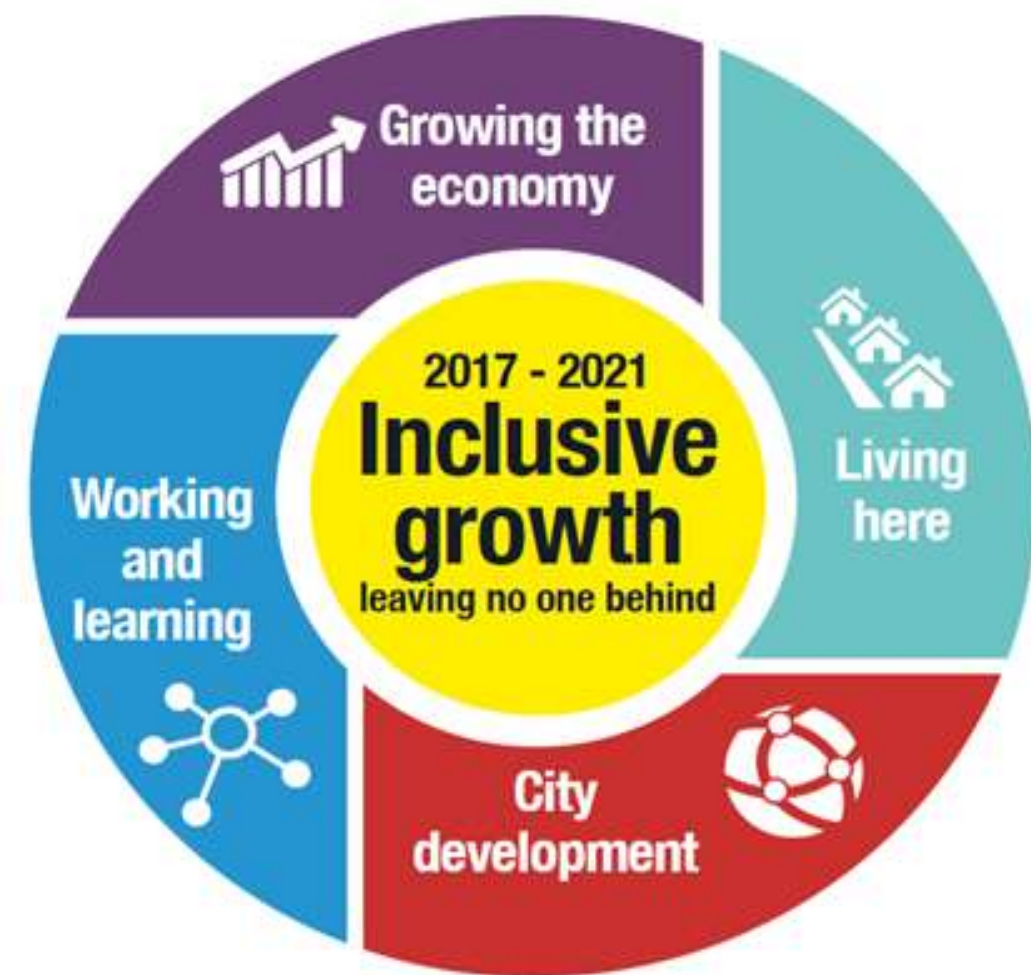 Growing the
economy
Living
here
2017 - 2021
Inclusive
growth
leaving no one behind
Working
and
learning
City
development